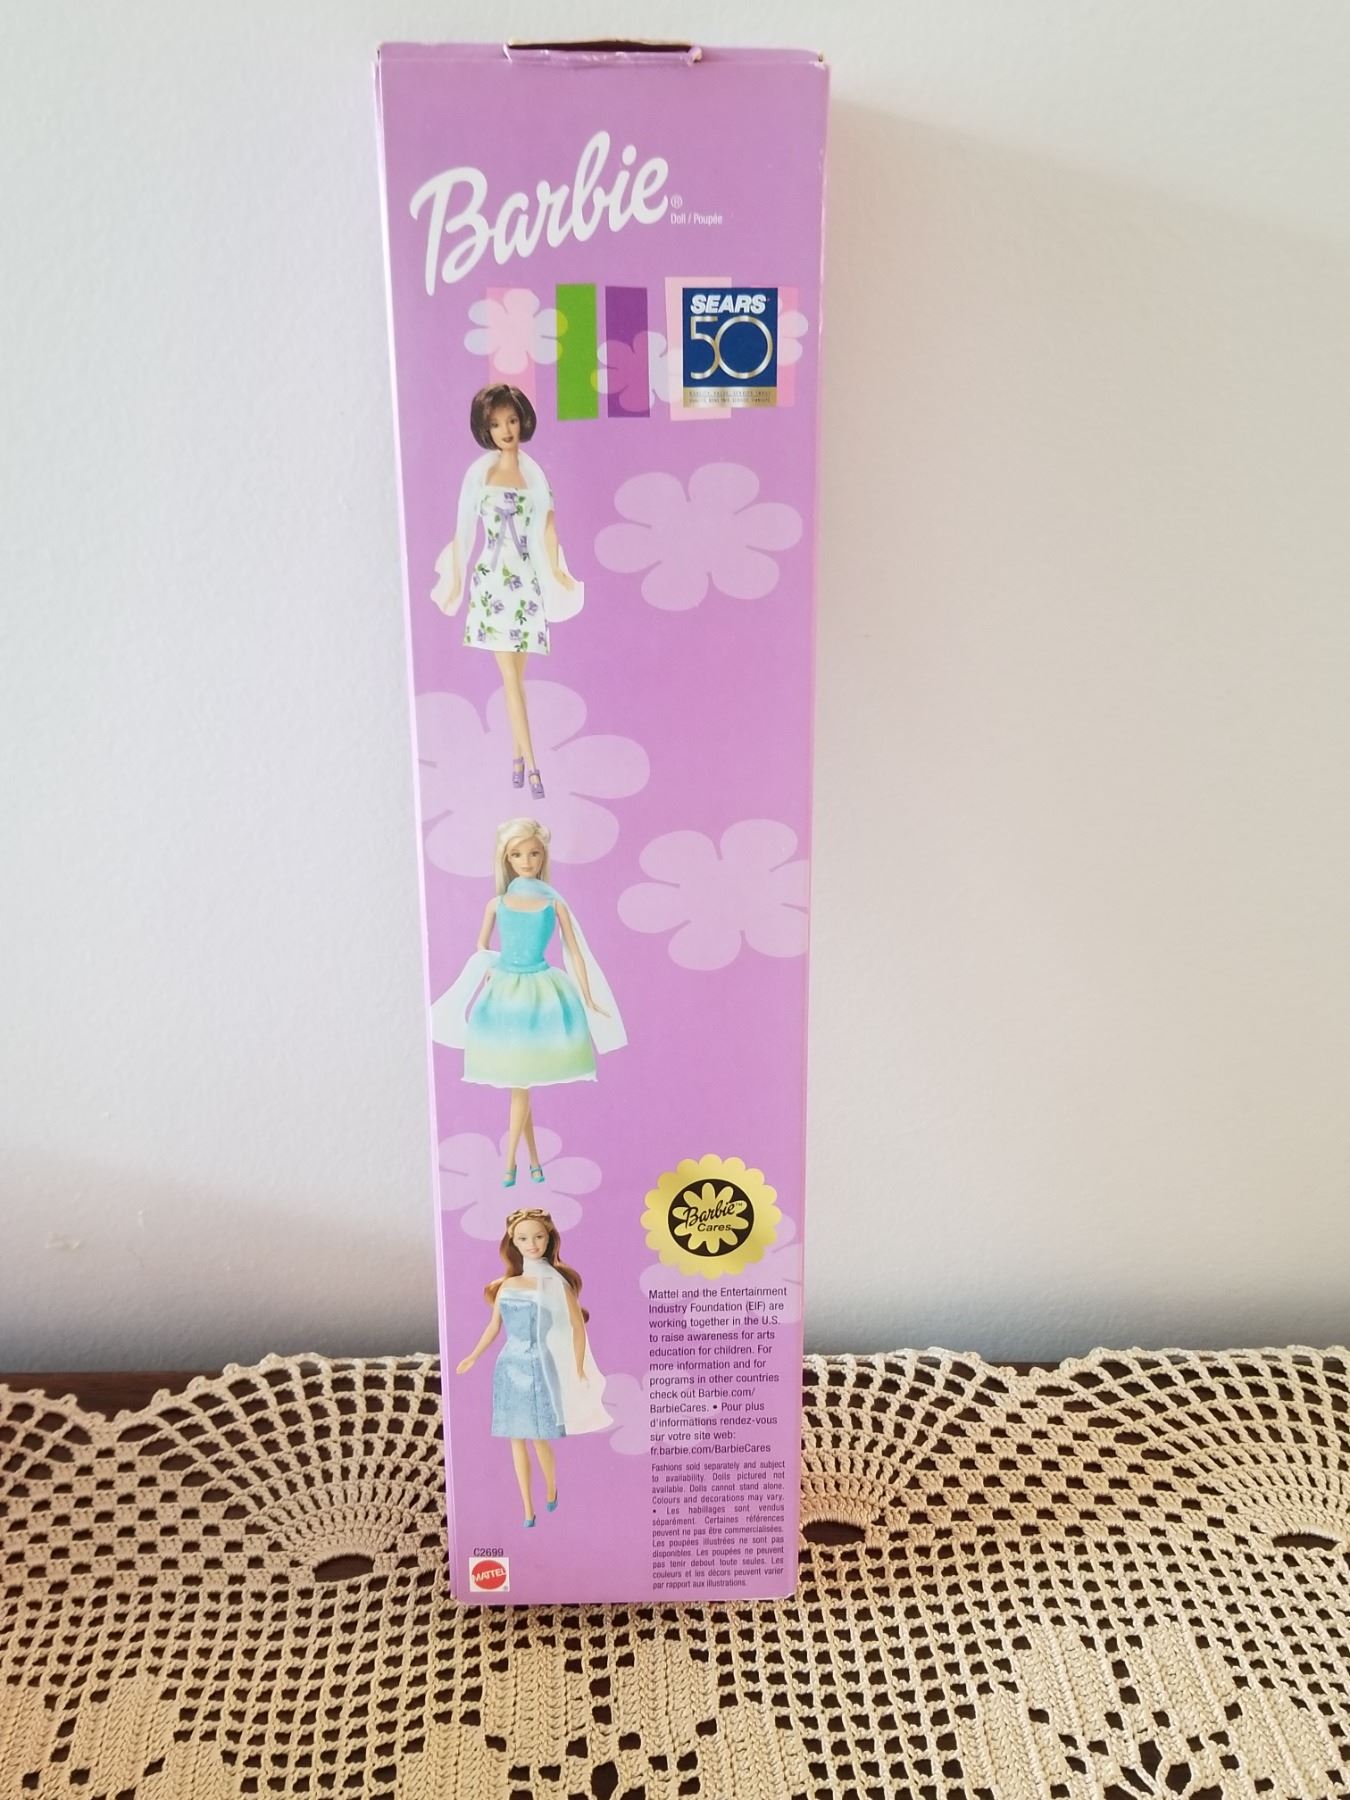 Barbie®
Doll / Poupée
SEARS
50
Barbie™
Cares
Mattel and the Entertainment
Industry Foundation (EIF) are
working together in the U.S.
to raise awareness for arts
education for children. For
more information and for
programs in other countries
check out Barbie.com/
BarbieCares. • Pour plus
d'informations rendez-vous
sur votre site web:
fr.barbie.com/BarbieCares
Fashions sold separately and subject
to availability. Dolls pictured not
available. Dolls cannot stand alone.
Colours and decorations may vary.
• Les habillages sont vendus
séparément. Certaines références
peuvent ne pas être commercialisées.
Les poupées illustrées ne sont pas
disponibles. Les poupées ne peuvent
pas tenir debout toute seules. Les
couleurs et les décors peuvent varier
par rapport aux illustrations.
C2699
MATTEL®